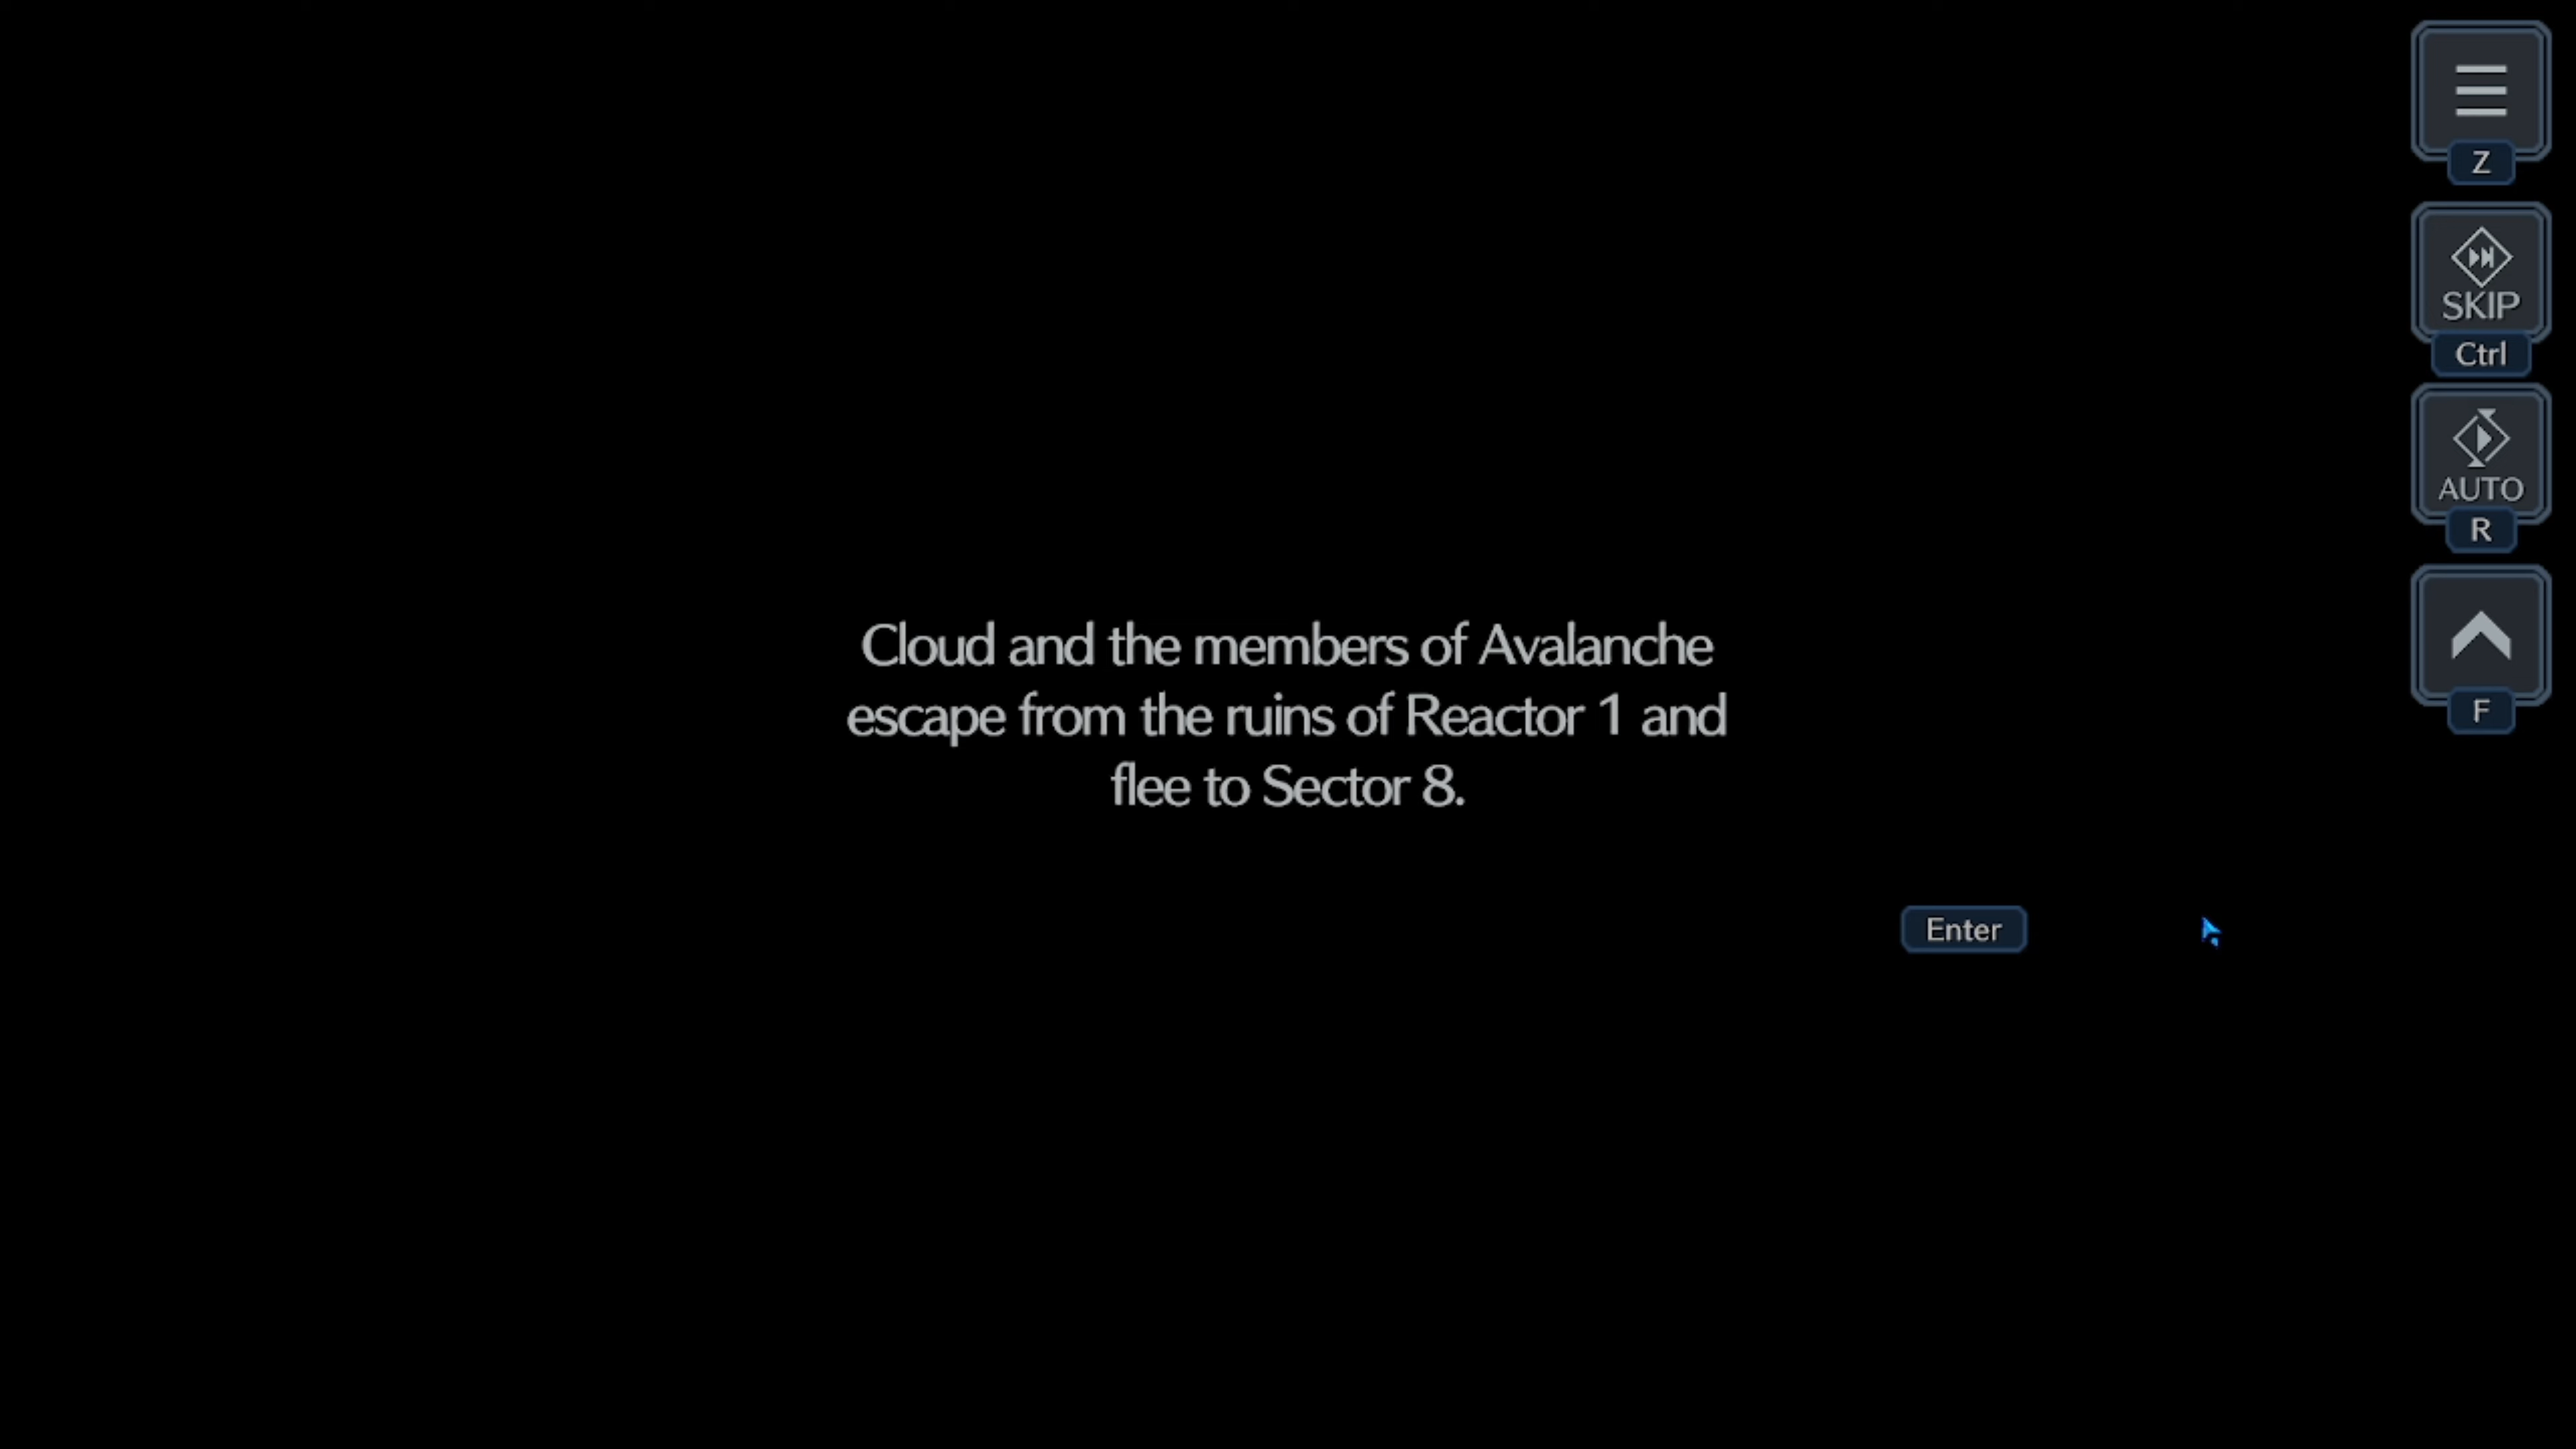 Z
SKIP
Ctrl
AUTO
R
F
Cloud and the members of Avalanche
escape from the ruins of Reactor 1 and
flee to Sector 8.
Enter